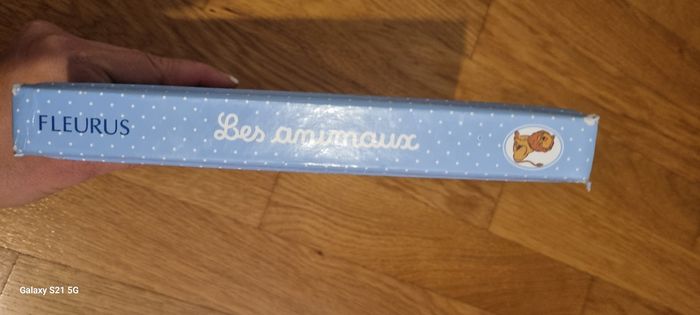 FLEURUS
Les animaux
Galaxy S21 5G